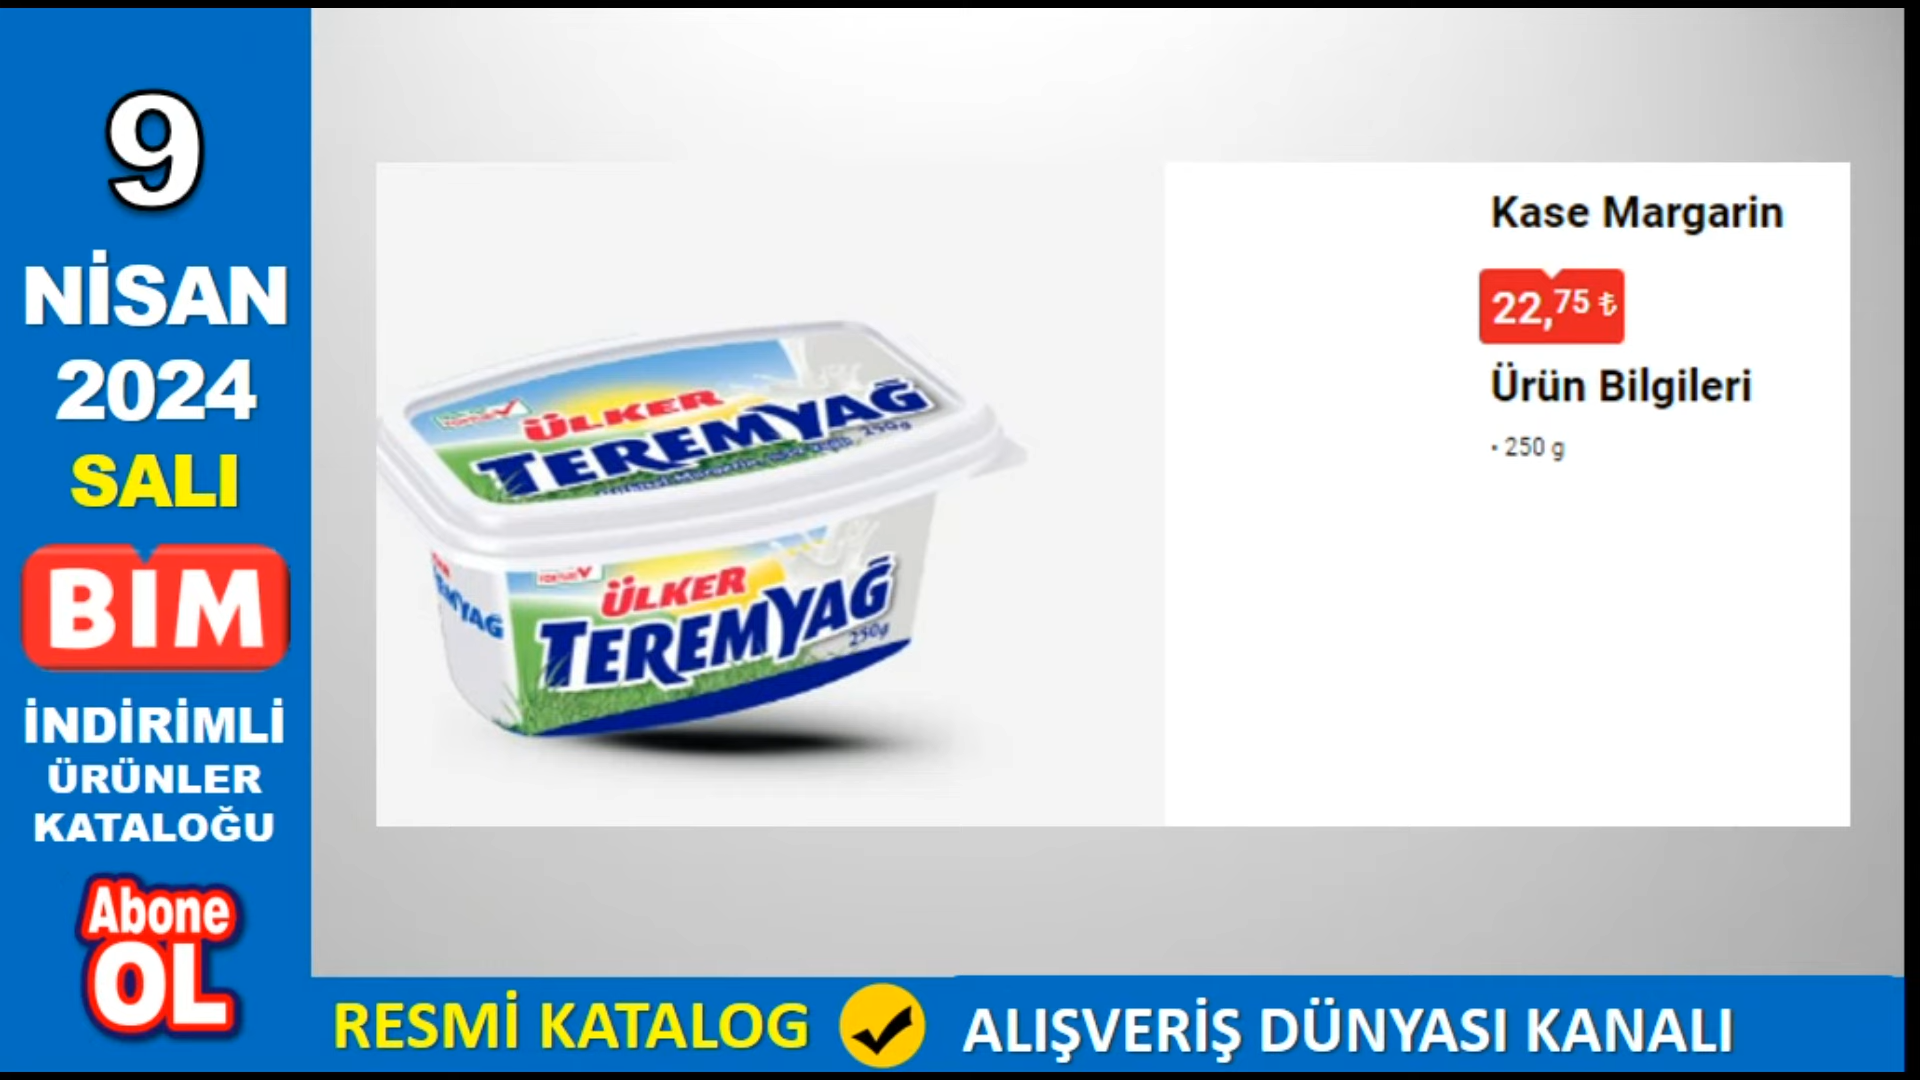 9
NİSAN
2024
SALI
BİM
İNDİRİMLİ
ÜRÜNLER
KATALOĞU
Abone
OL
ÜLKER
TEREMYAĞ
250g
ÜLKER
TEREMYAĞ
250g
Kase Margarin
22,75 ₺
Ürün Bilgileri
• 250 g
RESMİ KATALOG
ALIŞVERİŞ DÜNYASI KANALI